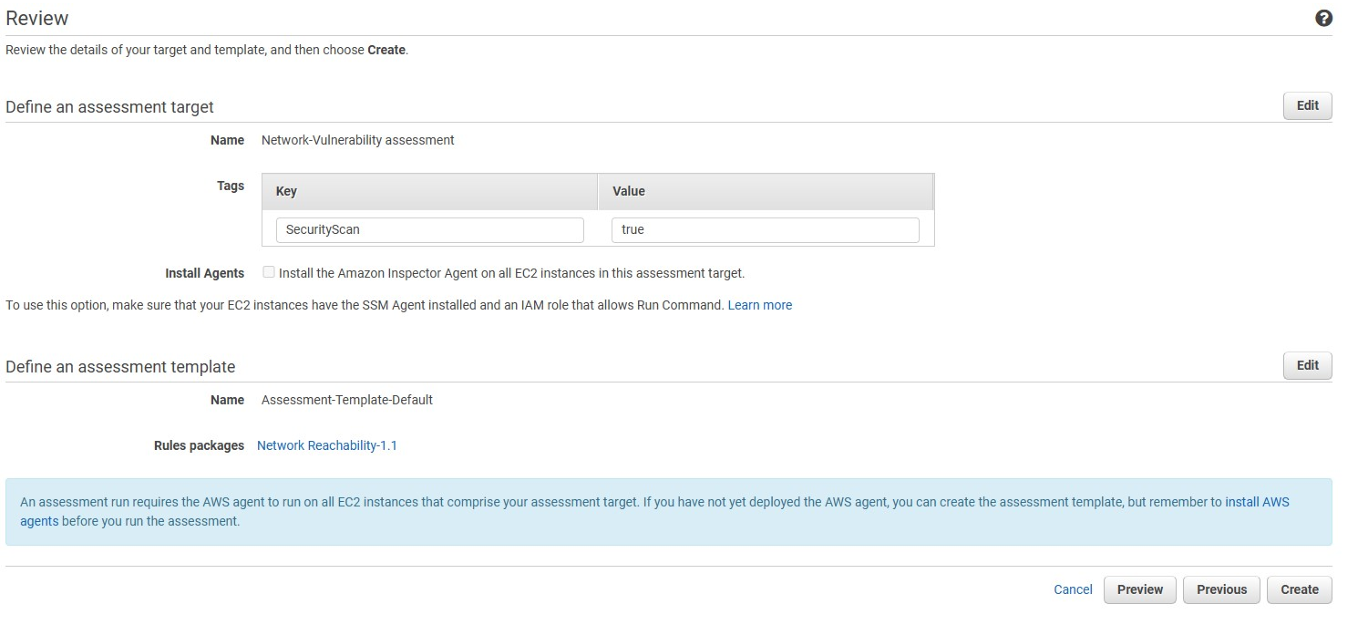 Review
?
Review the details of your target and template, and then choose Create.
Define an assessment target
Edit
Name Network-Vulnerability assessment
Tags
Key Value
SecurityScan true
Install Agents Install the Amazon Inspector Agent on all EC2 instances in this assessment target.
To use this option, make sure that your EC2 instances have the SSM Agent installed and an IAM role that allows Run Command. Learn more
Define an assessment template
Edit
Name Assessment-Template-Default
Rules packages Network Reachability-1.1
An assessment run requires the AWS agent to run on all EC2 instances that comprise your assessment target. If you have not yet deployed the AWS agent, you can create the assessment template, but remember to install AWS
agents before you run the assessment.
Cancel Preview Previous Create